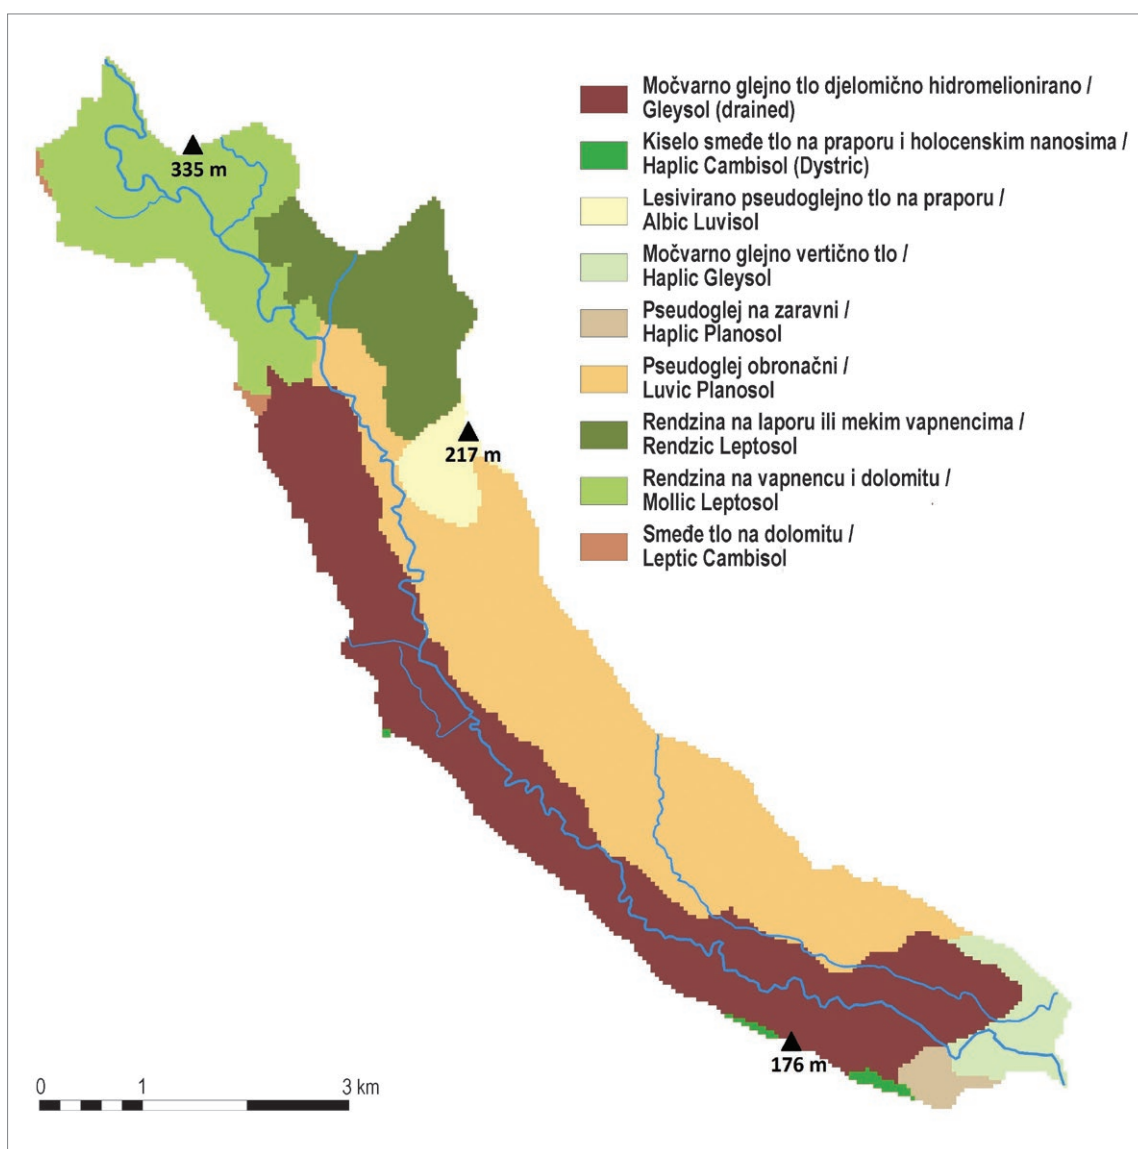 Močvarno glejno tlo djelomično hidromelionirano /
Gleysol (drained)
Kiselo smeđe tlo na praporu i holocenskim nanosima /
Haplic Cambisol (Dystric)
Lesivirano pseudoglejno tlo na praporu /
Albic Luvisol
Močvarno glejno vertično tlo /
Haplic Gleysol
Pseudoglej na zaravni /
Haplic Planosol
Pseudoglej obronačni /
Luvic Planosol
Rendzina na laporu ili mekim vapnencima /
Rendzic Leptosol
Rendzina na vapnencu i dolomitu /
Mollic Leptosol
Smeđe tlo na dolomitu /
Leptic Cambisol
335 m
217 m
176 m
0 1 3 km